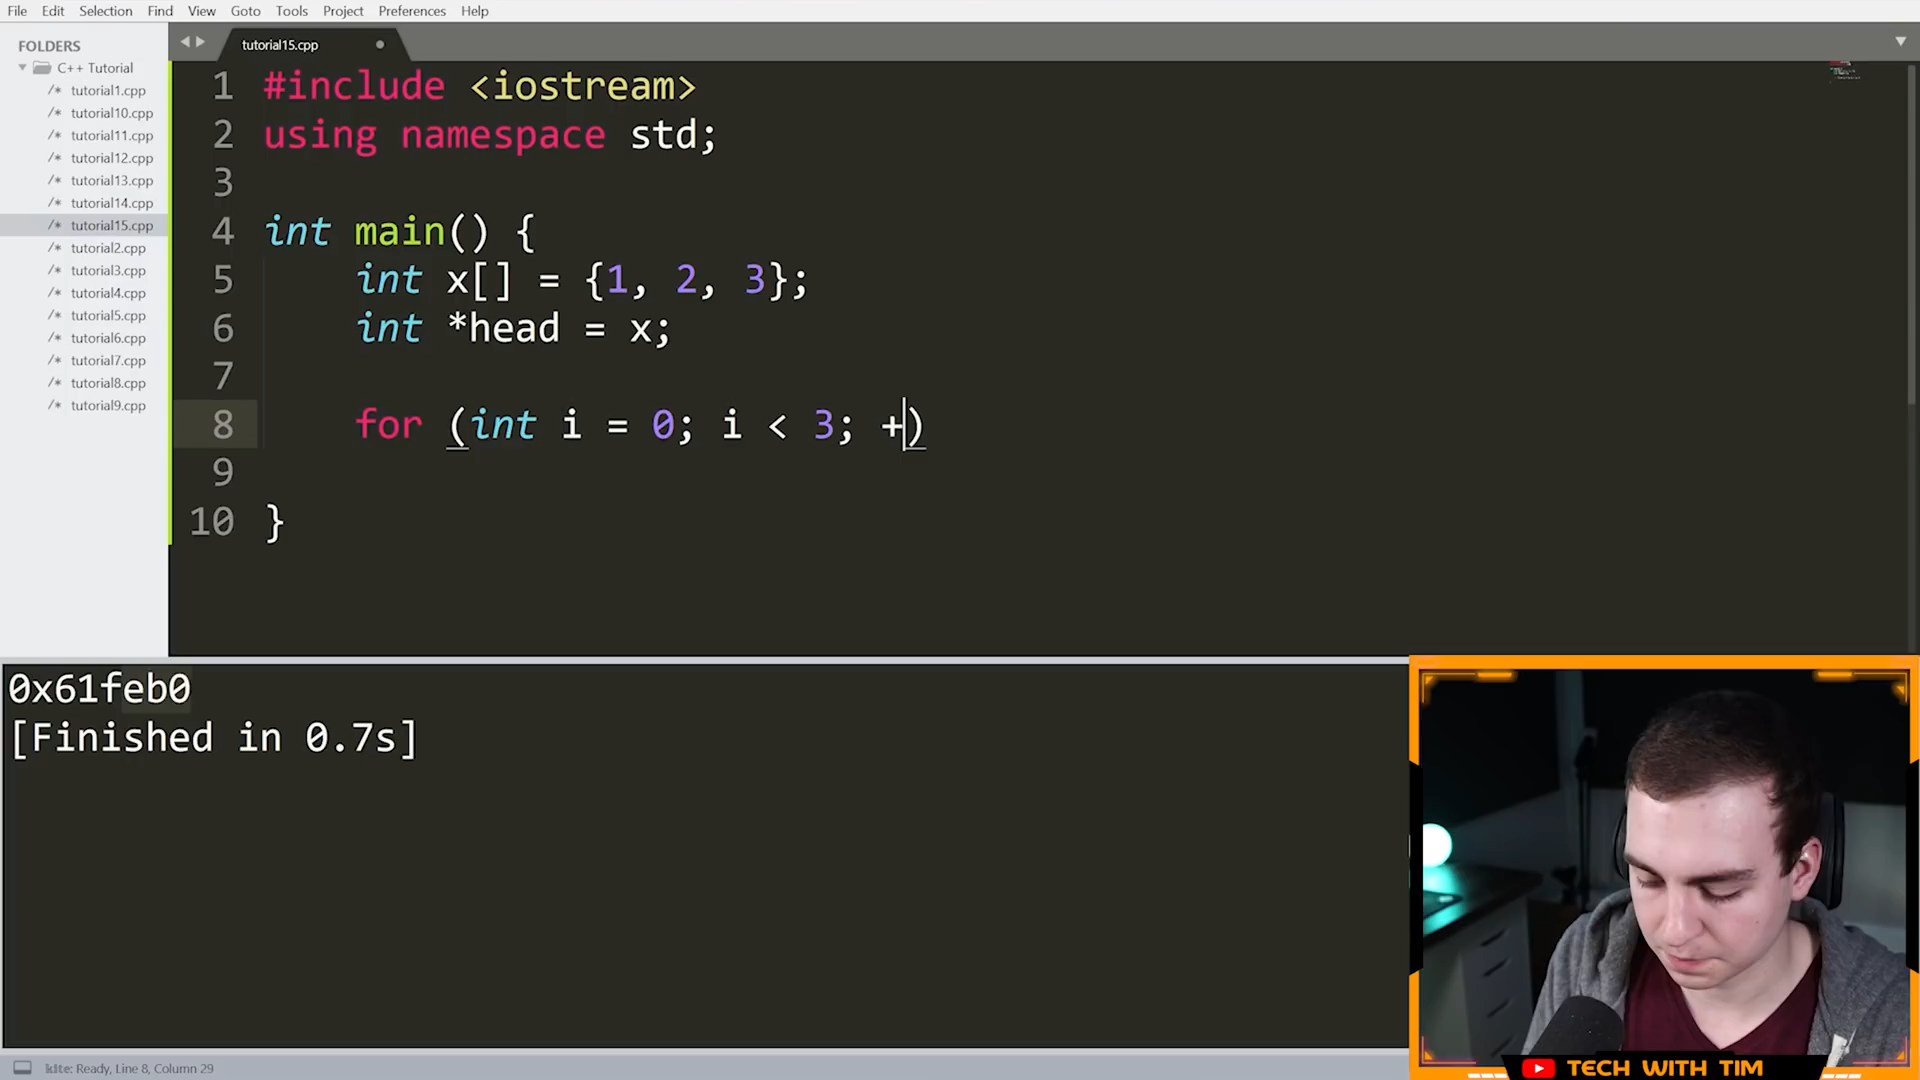 File Edit Selection Find View Goto Tools Project Preferences Help
FOLDERS
C++ Tutorial
/* tutorial1.cpp
/* tutorial10.cpp
/* tutorial11.cpp
/* tutorial12.cpp
/* tutorial13.cpp
/* tutorial14.cpp
/* tutorial15.cpp
/* tutorial2.cpp
/* tutorial3.cpp
/* tutorial4.cpp
/* tutorial5.cpp
/* tutorial6.cpp
/* tutorial7.cpp
/* tutorial8.cpp
/* tutorial9.cpp
tutorial15.cpp
1 #include <iostream>
2 using namespace std;
3
4 int main() {
5 int x[] = {1, 2, 3};
6 int *head = x;
7
8 for (int i = 0; i < 3; +)
9
10 }
0x61feb0
[Finished in 0.7s]
kite: Ready, Line 8, Column 29
TECH WITH TIM